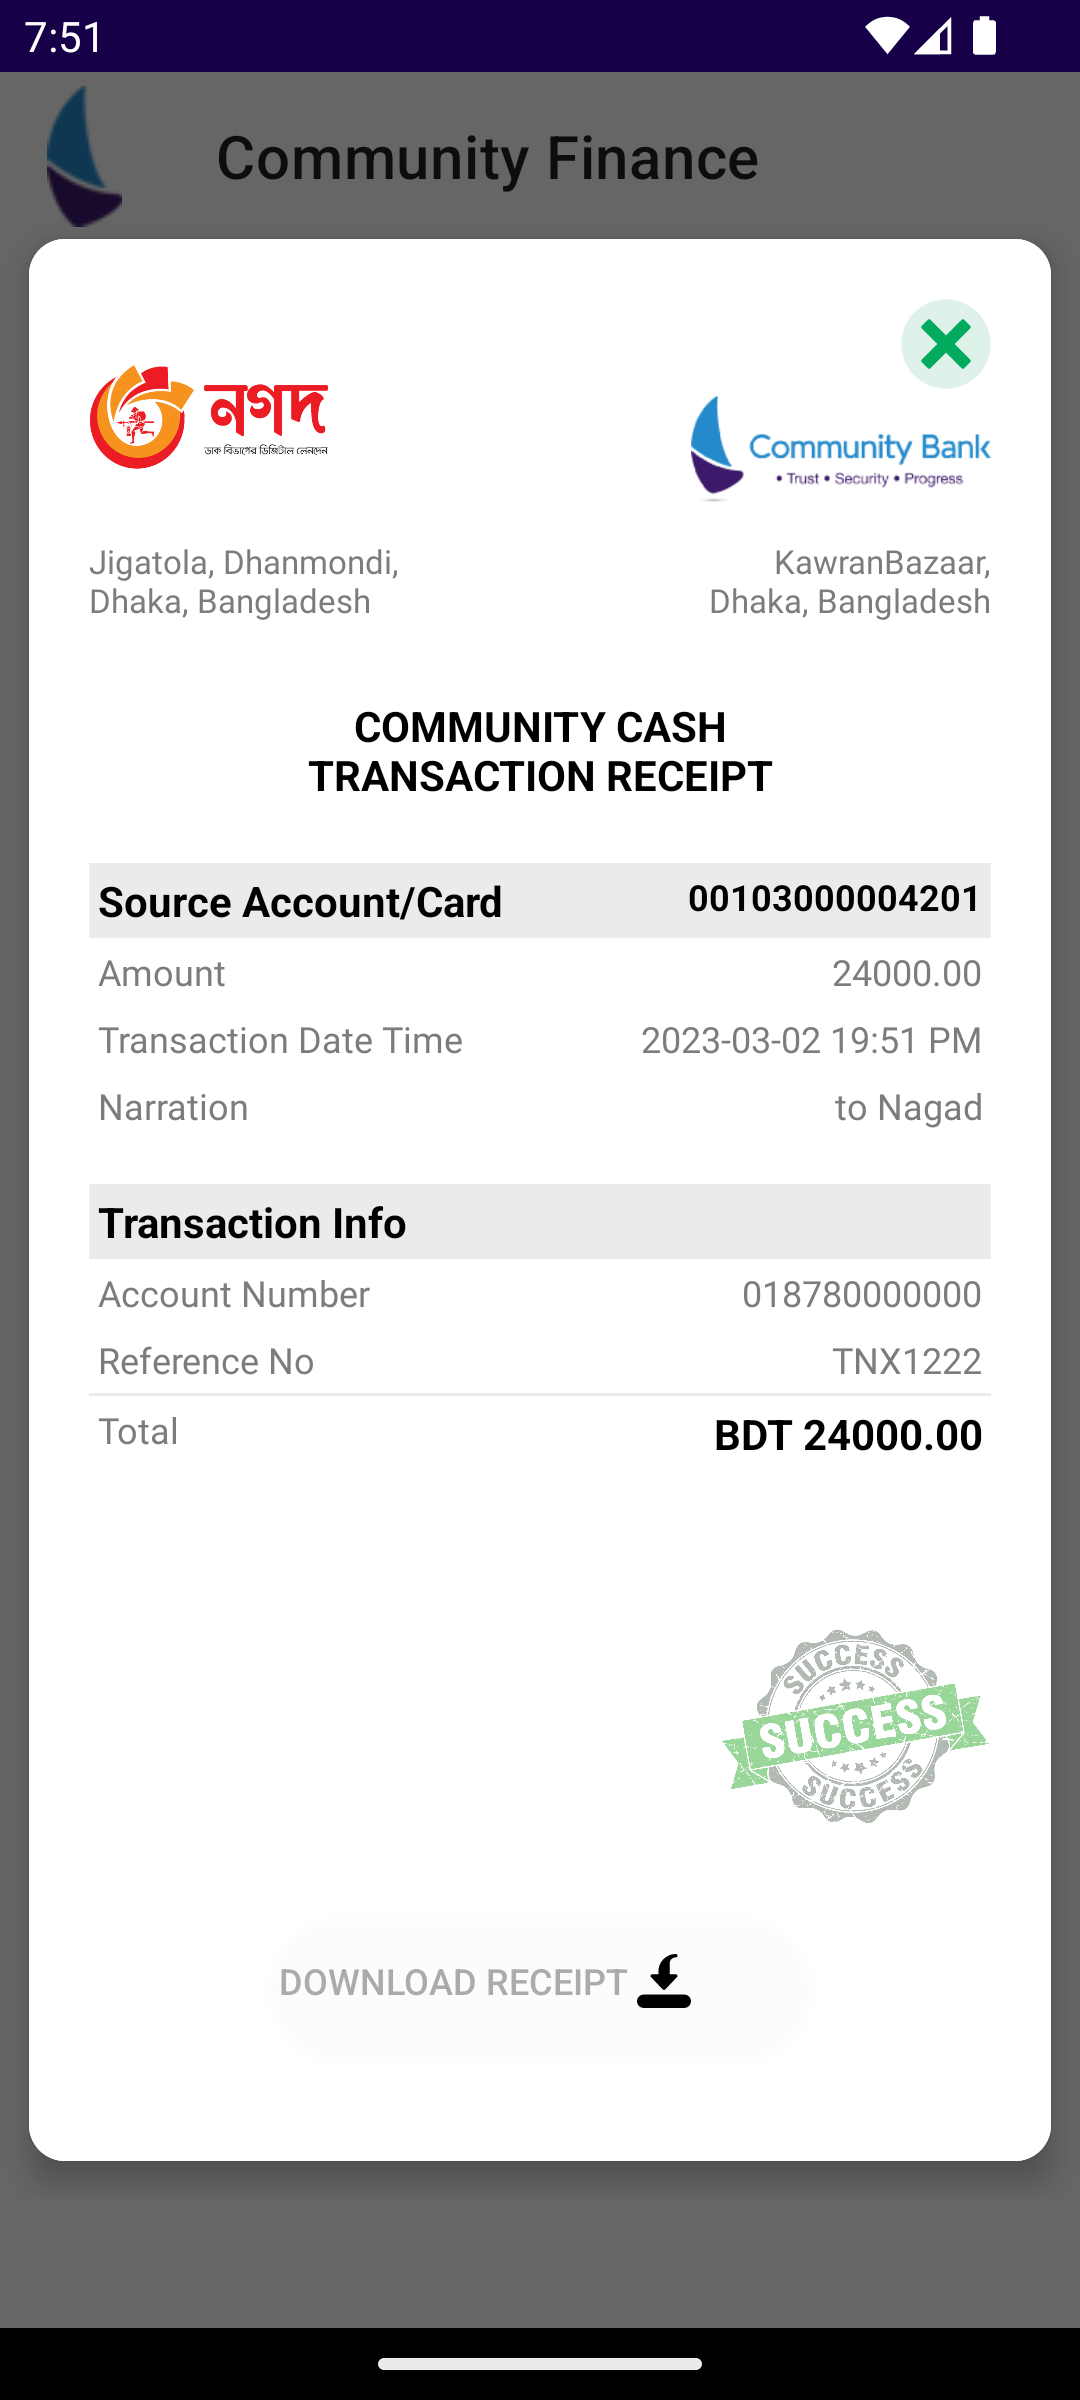 7:51
Community Finance
নগদ
ডাক বিভাগের ডিজিটাল লেনদেন
Community Bank
• Trust • Security • Progress
Jigatola, Dhanmondi,
Dhaka, Bangladesh
KawranBazaar,
Dhaka, Bangladesh
COMMUNITY CASH
TRANSACTION RECEIPT
Source Account/Card 00103000004201
Amount 24000.00
Transaction Date Time 2023-03-02 19:51 PM
Narration to Nagad
Transaction Info
Account Number 018780000000
Reference No TNX1222
Total BDT 24000.00
SUCCESS
SUCCESS
SUCCESS
DOWNLOAD RECEIPT